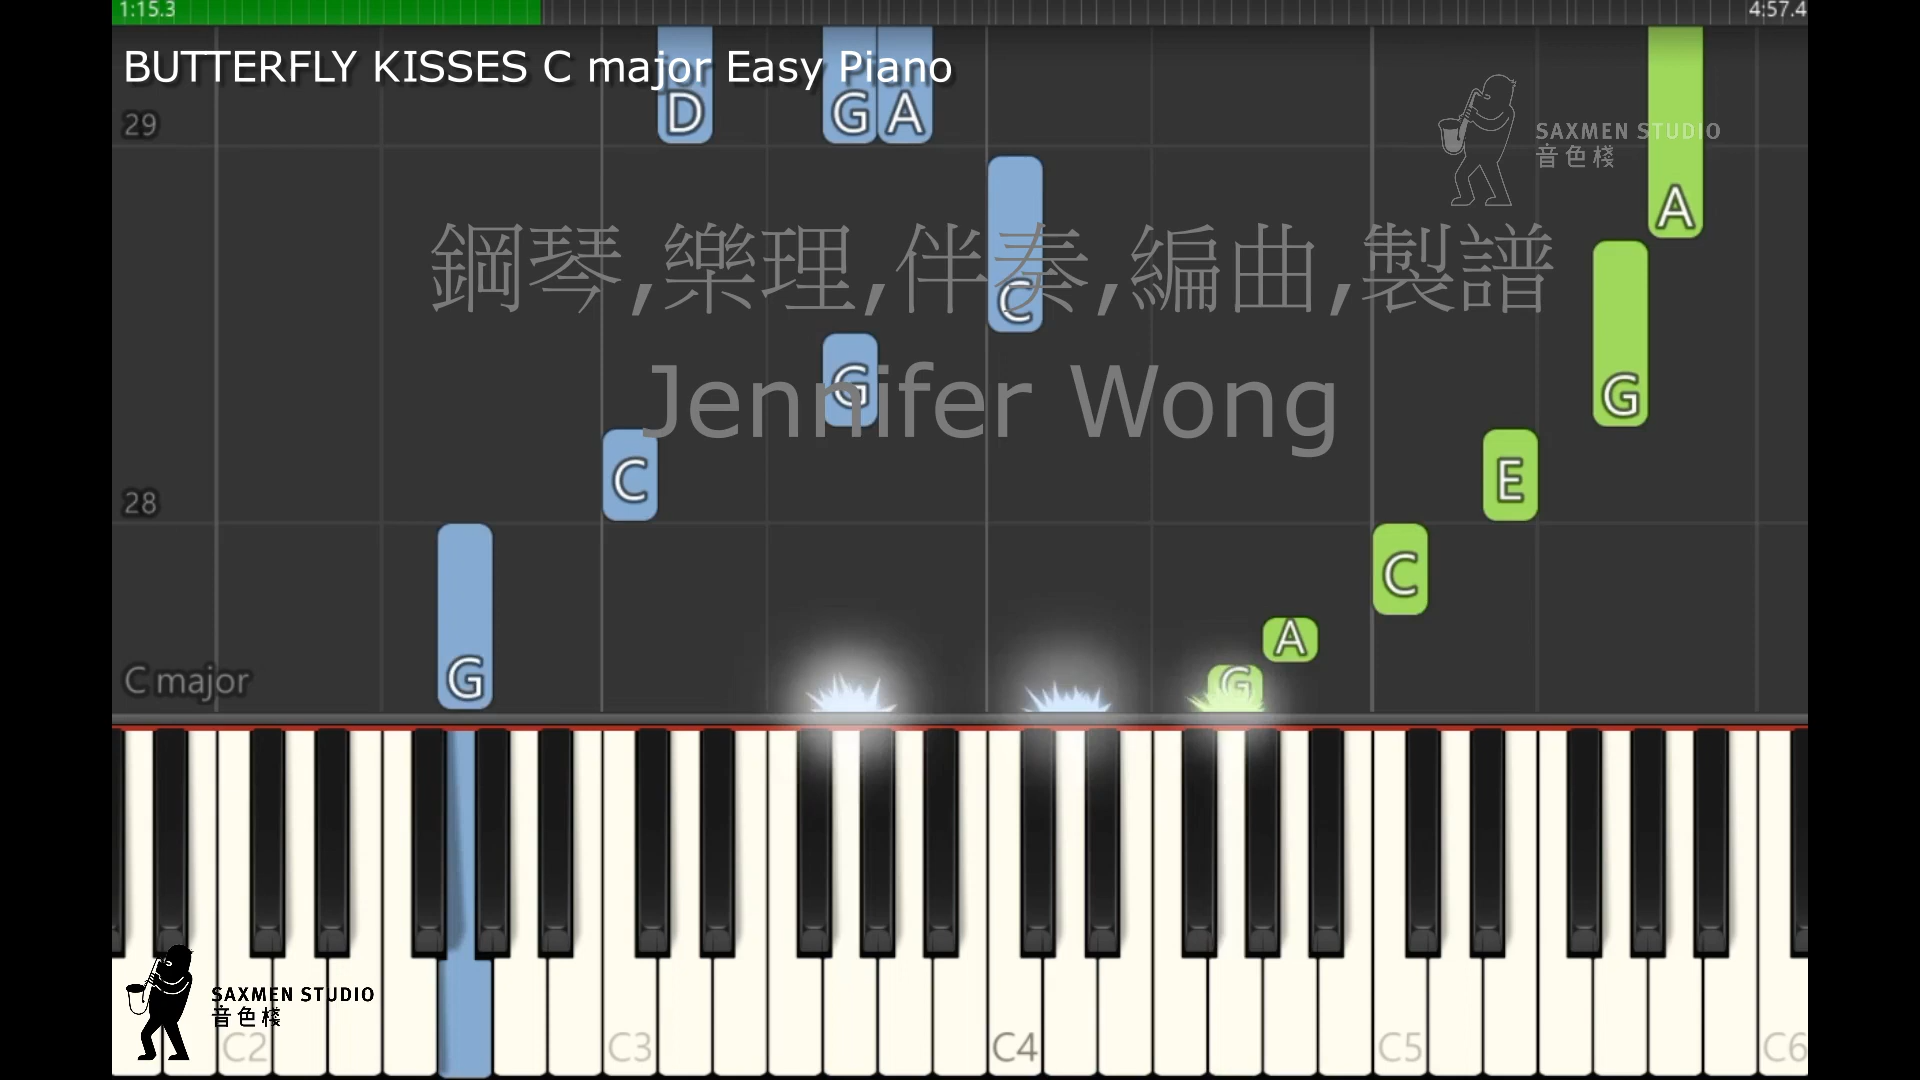 1:15.3
4:57.4
BUTTERFLY KISSES C major Easy Piano
D
G
A
29
SAXMEN STUDIO
音色棧
A
鋼琴,樂理,伴奏,編曲,製譜
C
G
G
Jennifer Wong
C
E
28
C
A
G
G
C major
SAXMEN STUDIO
音色棧
C2
C3
C4
C5
C6